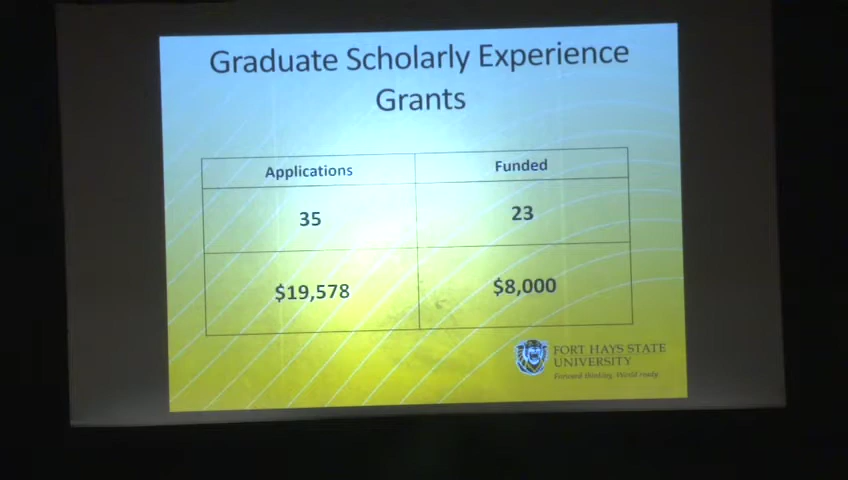 Graduate Scholarly Experience
Grants
Applications Funded
35 23
$19,578 $8,000
FORT HAYS STATE
UNIVERSITY
Forward thinking. World ready.